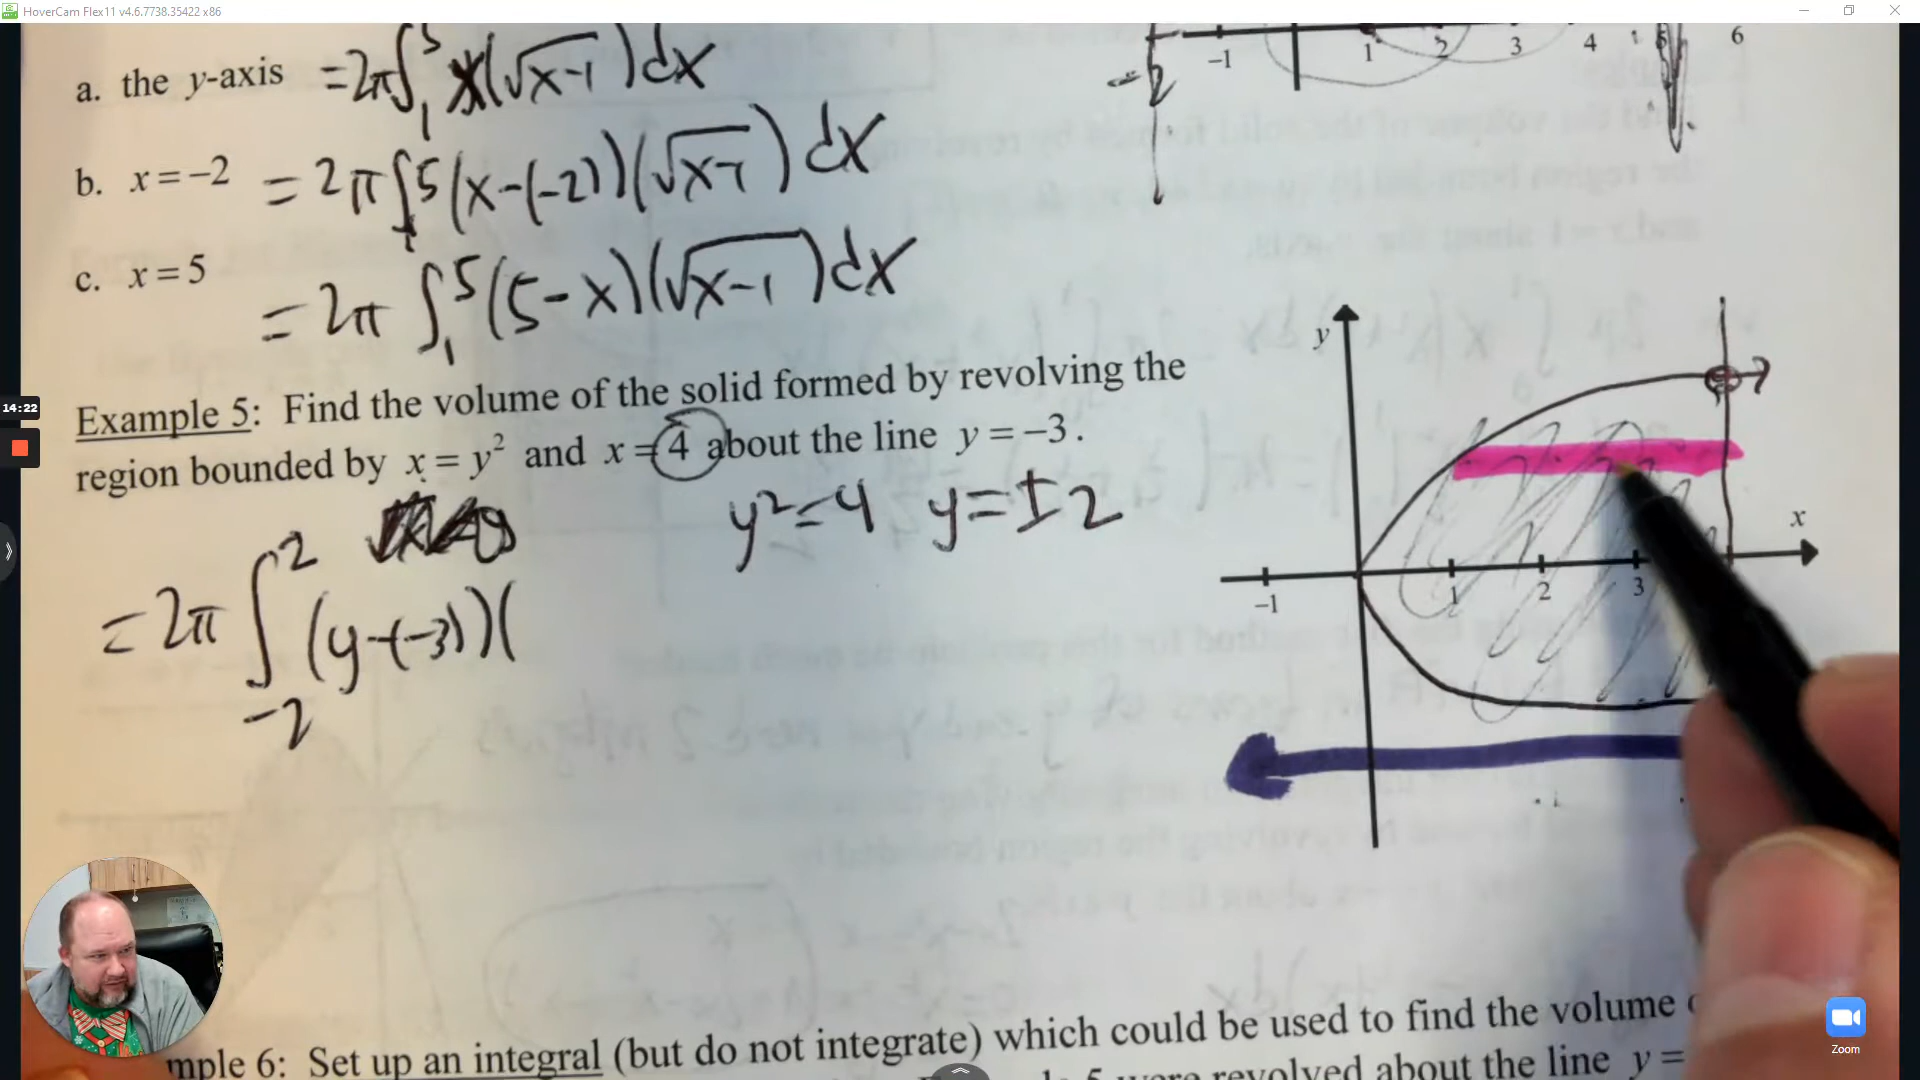 HoverCam Flex11 v4.6.7738.35422 x86
a. the y-axis = 2π∫₁⁵ x(√x-1)dx
-1 1 2 3 4 5 6
-2
b. x = -2 = 2π∫₁⁵(x-(-2))(√x-1)dx
c. x = 5 = 2π∫₁⁵(5-x)(√x-1)dx
14:22
Example 5: Find the volume of the solid formed by revolving the
region bounded by x = y² and x = 4 about the line y = -3.
y²=4 y=±2
= 2π∫₋₂² (y-(-3))(
y
x
-1 1 2 3
mple 6: Set up an integral (but do not integrate) which could be used to find the volume
5 were revolved about the line y =
Zoom